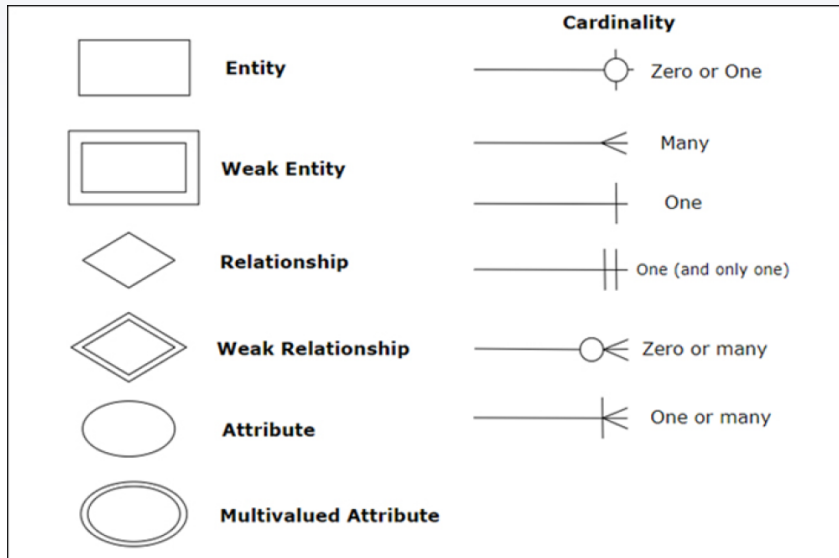 Cardinality
Entity
Zero or One
Many
Weak Entity
One
Relationship
One (and only one)
Weak Relationship
Zero or many
Attribute
One or many
Multivalued Attribute